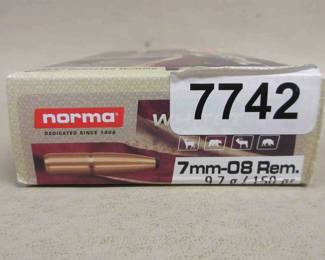 norma
DEDICATED SINCE 1902
7742
7mm-08 Rem.
9.7 g / 150 gr